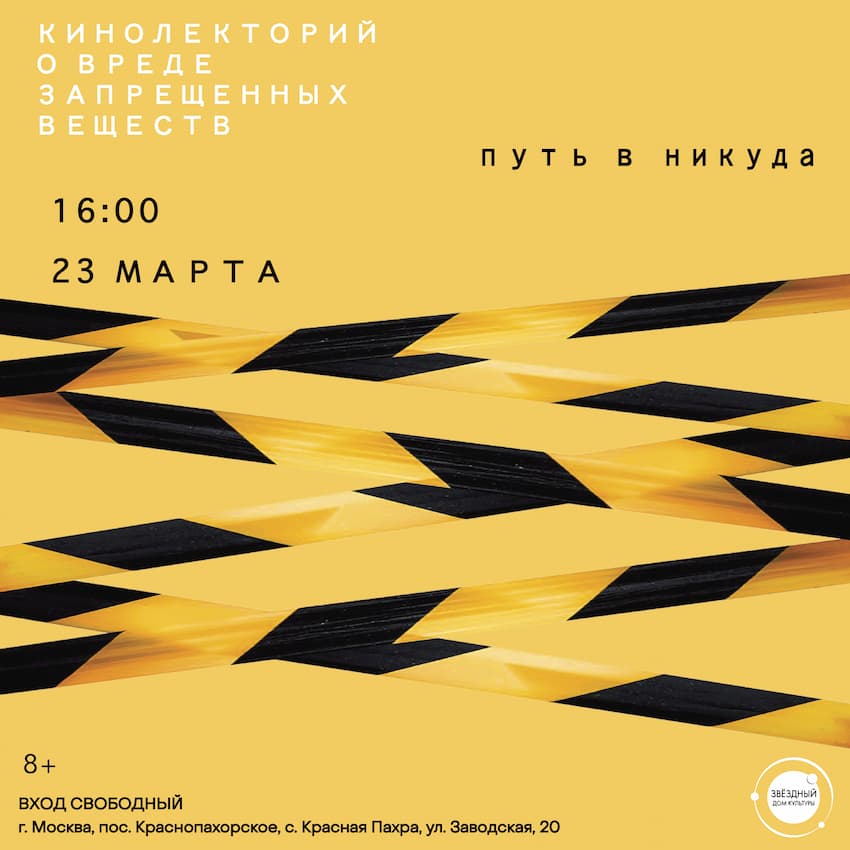 КИНОЛЕКТОРИЙ
О ВРЕДЕ
ЗАПРЕЩЕННЫХ
ВЕЩЕСТВ
путь в никуда
16:00
23 МАРТА
8+
ВХОД СВОБОДНЫЙ
г. Москва, пос. Краснопахорское, с. Красная Пахра, ул. Заводская, 20
ЗВЁЗДНЫЙ
ДОМ КУЛЬТУРЫ